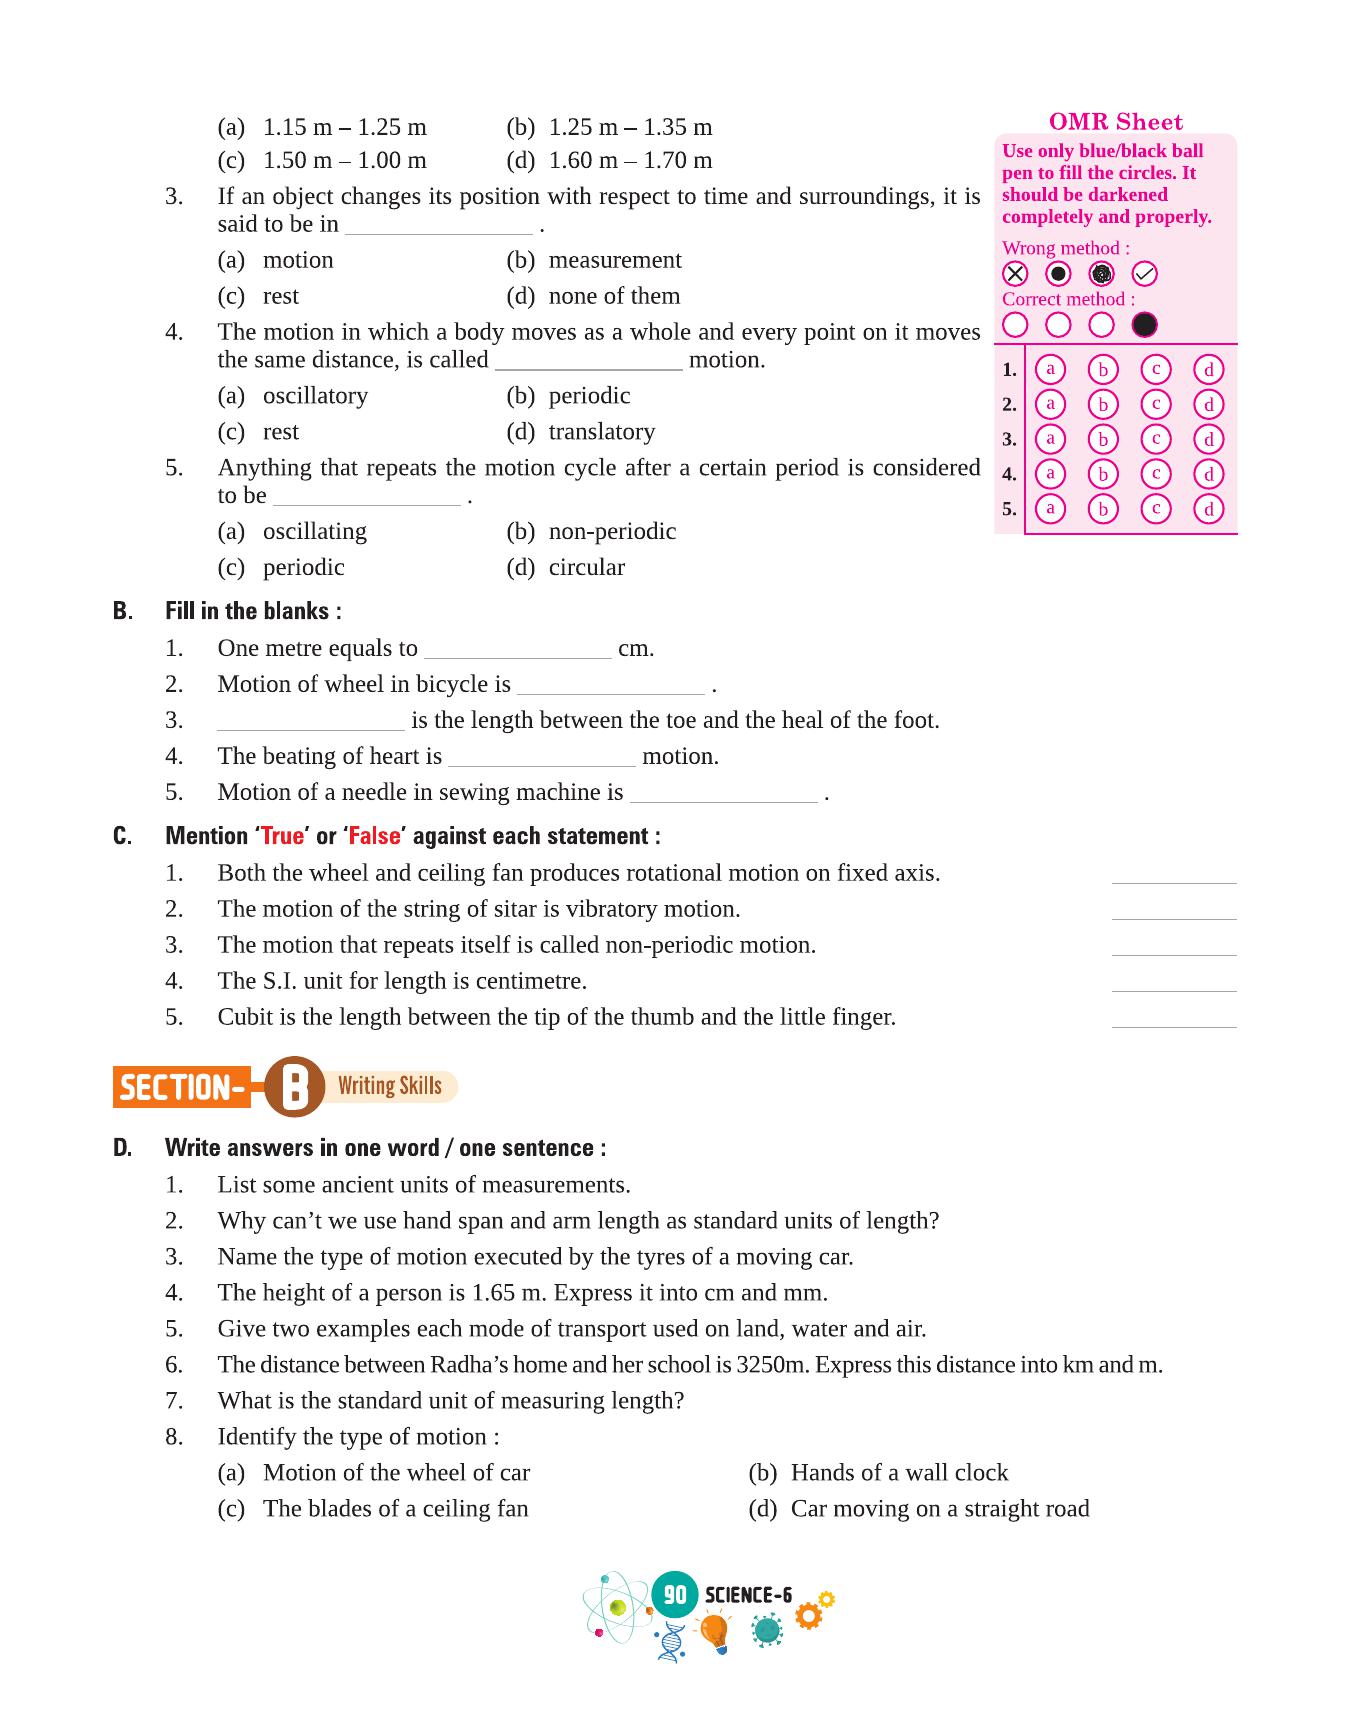 (a) 1.15 m – 1.25 m (b) 1.25 m – 1.35 m
(c) 1.50 m – 1.00 m (d) 1.60 m – 1.70 m
3. If an object changes its position with respect to time and surroundings, it is
said to be in _______________ .
(a) motion (b) measurement
(c) rest (d) none of them
4. The motion in which a body moves as a whole and every point on it moves
the same distance, is called _______________ motion.
(a) oscillatory (b) periodic
(c) rest (d) translatory
5. Anything that repeats the motion cycle after a certain period is considered
to be _______________ .
(a) oscillating (b) non-periodic
(c) periodic (d) circular
OMR Sheet
Use only blue/black ball
pen to fill the circles. It
should be darkened
completely and properly.
Wrong method :
Correct method :
1. a b c d
2. a b c d
3. a b c d
4. a b c d
5. a b c d
B. Fill in the blanks :
1. One metre equals to _______________ cm.
2. Motion of wheel in bicycle is _______________ .
3. _______________ is the length between the toe and the heal of the foot.
4. The beating of heart is _______________ motion.
5. Motion of a needle in sewing machine is _______________ .
C. Mention ‘True’ or ‘False’ against each statement :
1. Both the wheel and ceiling fan produces rotational motion on fixed axis. __________
2. The motion of the string of sitar is vibratory motion. __________
3. The motion that repeats itself is called non-periodic motion. __________
4. The S.I. unit for length is centimetre. __________
5. Cubit is the length between the tip of the thumb and the little finger. __________
SECTION-B Writing Skills
D. Write answers in one word / one sentence :
1. List some ancient units of measurements.
2. Why can’t we use hand span and arm length as standard units of length?
3. Name the type of motion executed by the tyres of a moving car.
4. The height of a person is 1.65 m. Express it into cm and mm.
5. Give two examples each mode of transport used on land, water and air.
6. The distance between Radha’s home and her school is 3250m. Express this distance into km and m.
7. What is the standard unit of measuring length?
8. Identify the type of motion :
(a) Motion of the wheel of car (b) Hands of a wall clock
(c) The blades of a ceiling fan (d) Car moving on a straight road
90 SCIENCE-6